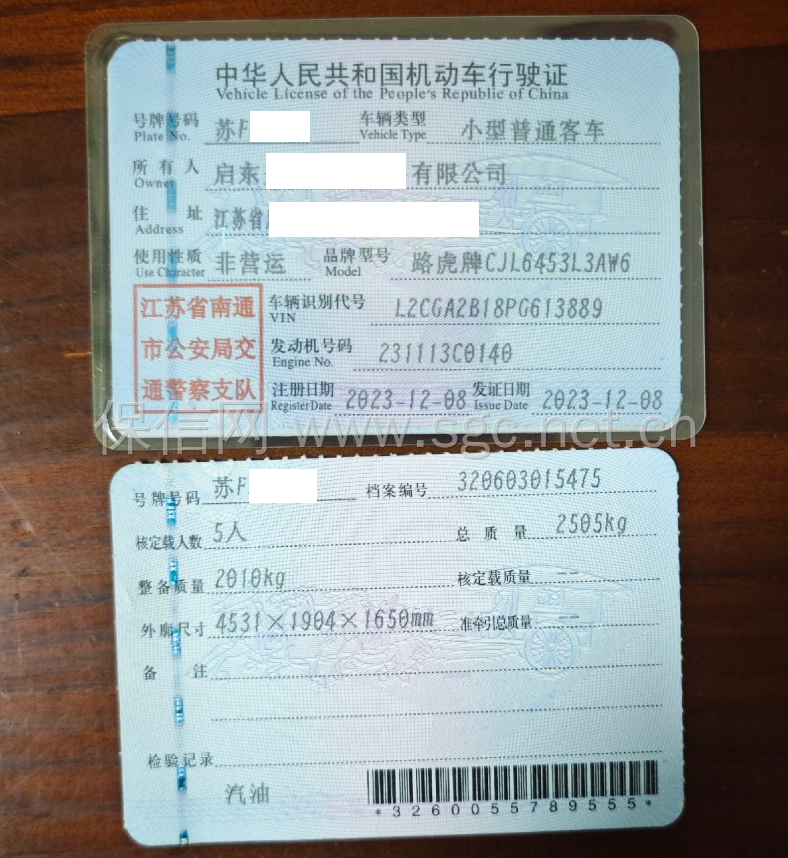 中华人民共和国机动车行驶证
Vehicle License of the People's Republic of China
号牌号码 苏F 车辆类型 小型普通客车
Plate No. Vehicle Type
所有人 启东 有限公司
Owner
住址 江苏省
Address
使用性质 非营运 品牌型号 路虎牌CJL6453L3AW6
Use Character Model
江苏省南通
市公安局交
通警察支队
车辆识别代号 L2CGA2B18PG613889
VIN
发动机号码 231113C0140
Engine No.
注册日期 2023-12-08 发证日期 2023-12-08
Register Date Issue Date
保信网 www.sgc.net.cn
号牌号码 苏F 档案编号 320603015475
核定载人数 5人 总质量 2505kg
整备质量 2010kg 核定载质量 --
外廓尺寸 4531×1904×1650mm 准牵引总质量 --
备注
检验记录
汽油
*3260055789555*